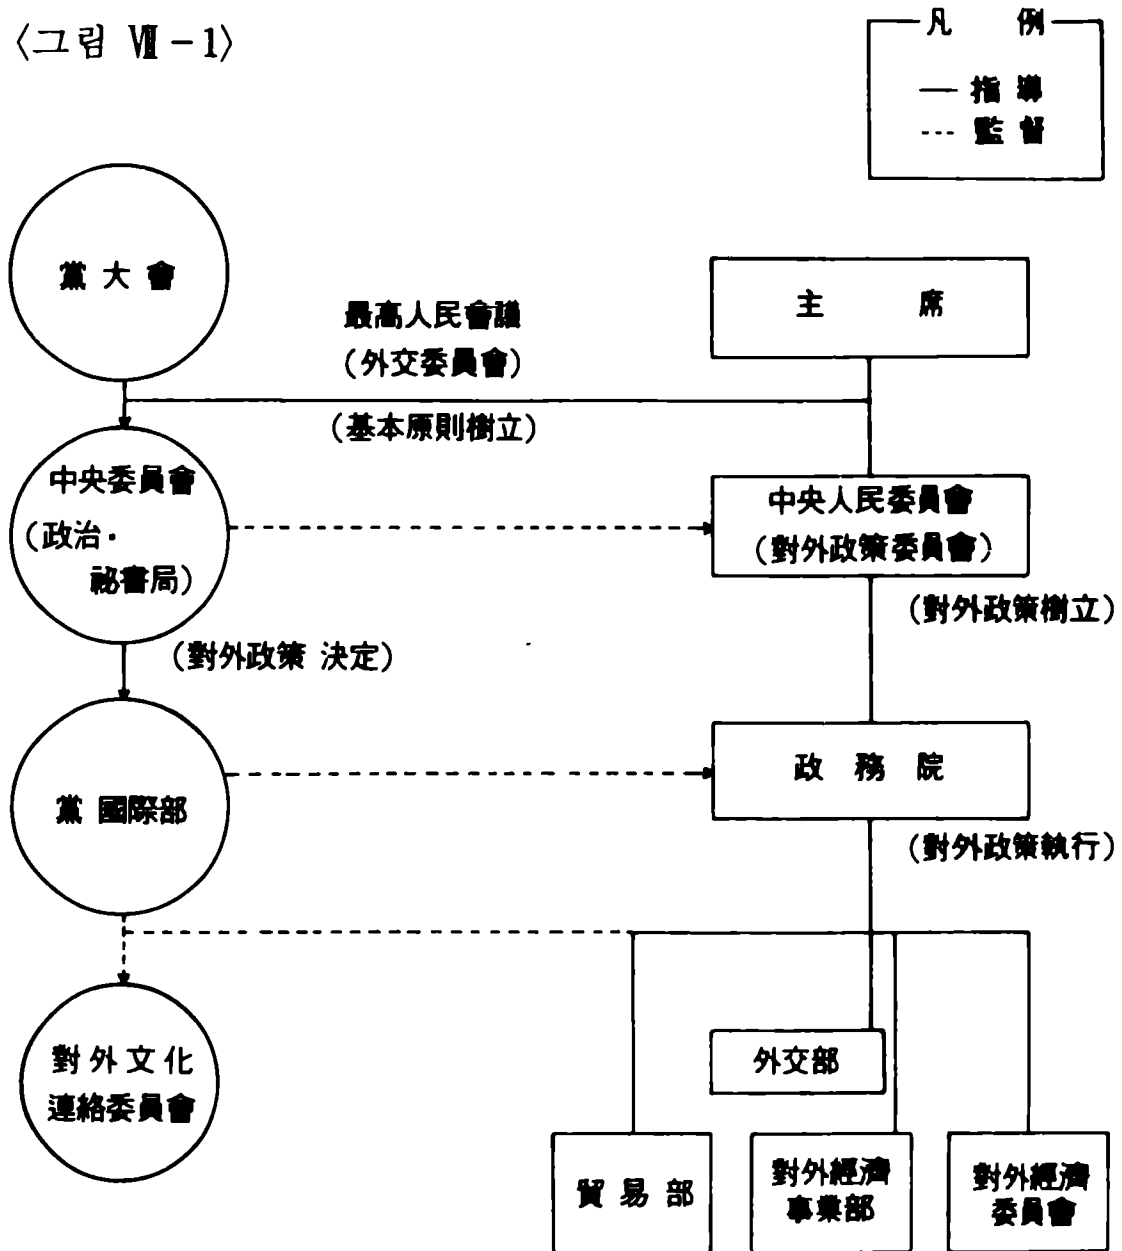 〈그림 Ⅶ-1〉
凡 例
― 指導
--- 監督
黨大會
主 席
最高人民會議
(外交委員會)
(基本原則樹立)
中央委員會
(政治·
祕書局)
中央人民委員會
(對外政策委員會)
(對外政策樹立)
(對外政策 決定)
黨 國際部
政 務 院
(對外政策執行)
對外文化
連絡委員會
外交部
貿易部
對外經濟
事業部
對外經濟
委員會